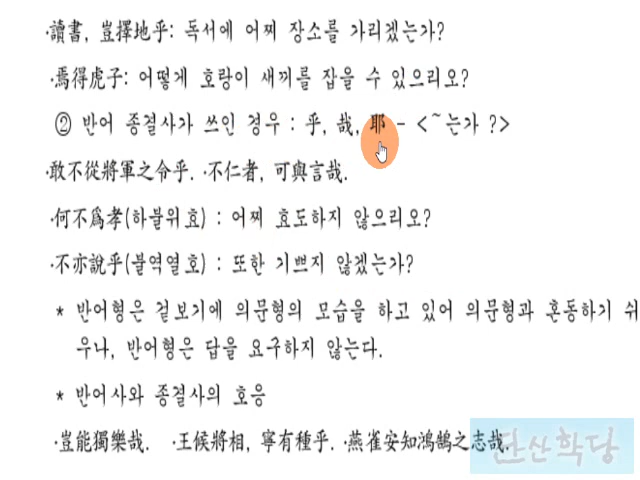 ·讀書, 豈擇地乎: 독서에 어찌 장소를 가리겠는가?
·焉得虎子: 어떻게 호랑이 새끼를 잡을 수 있으리오?
② 반어 종결사가 쓰인 경우 : 乎, 哉, 耶 - <~는가 ?>
·敢不從將軍之令乎. ·不仁者, 可與言哉.
·何不爲孝(하불위효) : 어찌 효도하지 않으리오?
·不亦說乎(불역열호) : 또한 기쁘지 않겠는가?
* 반어형은 겉보기에 의문형의 모습을 하고 있어 의문형과 혼동하기 쉬
우나, 반어형은 답을 요구하지 않는다.
* 반어사와 종결사의 호응
·豈能獨樂哉. ·王侯將相, 寧有種乎. ·燕雀安知鴻鵠之志哉.
단산학당